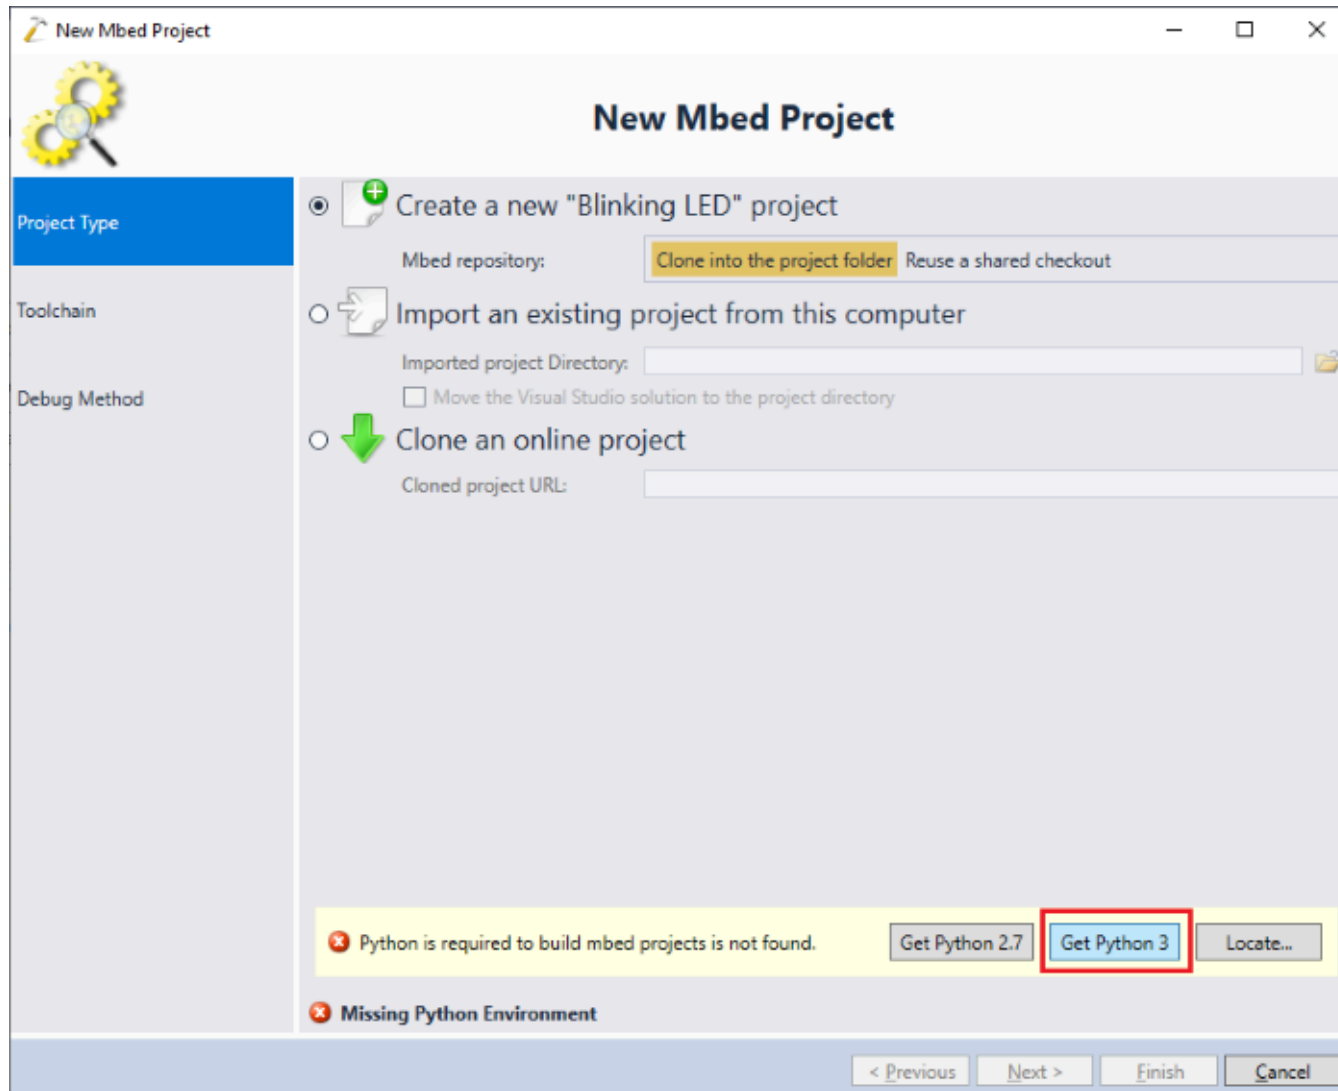 New Mbed Project
New Mbed Project
Project Type
Toolchain
Debug Method
Create a new "Blinking LED" project
Mbed repository: Clone into the project folder Reuse a shared checkout
Import an existing project from this computer
Imported project Directory:
Move the Visual Studio solution to the project directory
Clone an online project
Cloned project URL:
Python is required to build mbed projects is not found. Get Python 2.7 Get Python 3 Locate...
Missing Python Environment
< Previous Next > Finish Cancel